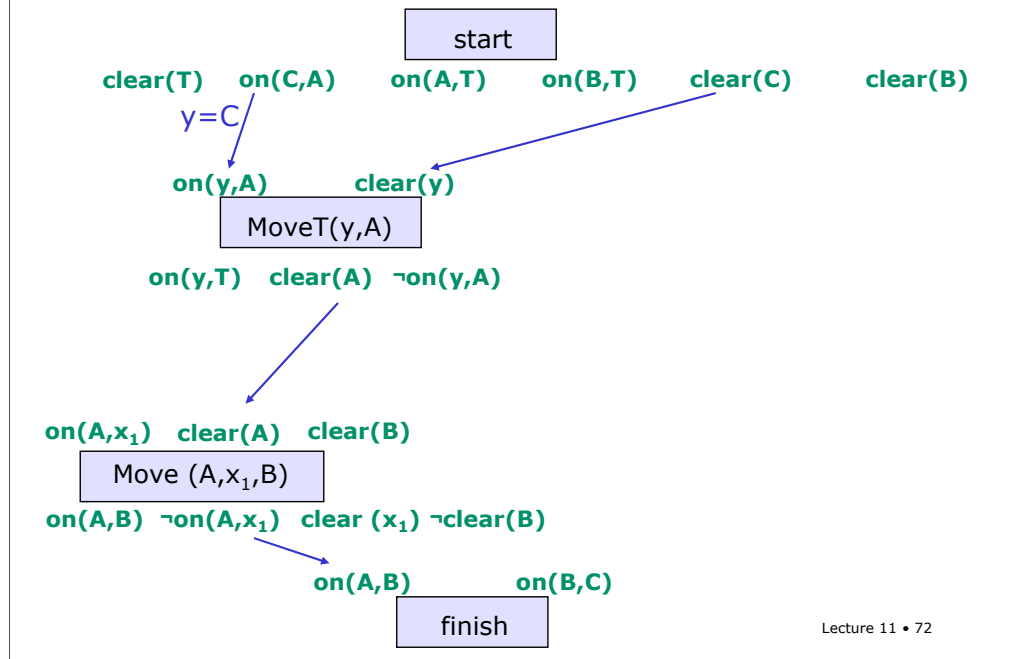 start
clear(T) on(C,A) on(A,T) on(B,T) clear(C) clear(B)
y=C
on(y,A) clear(y)
MoveT(y,A)
on(y,T) clear(A) ¬on(y,A)
on(A,x₁) clear(A) clear(B)
Move (A,x₁,B)
on(A,B) ¬on(A,x₁) clear (x₁) ¬clear(B)
on(A,B) on(B,C)
finish
Lecture 11 • 72